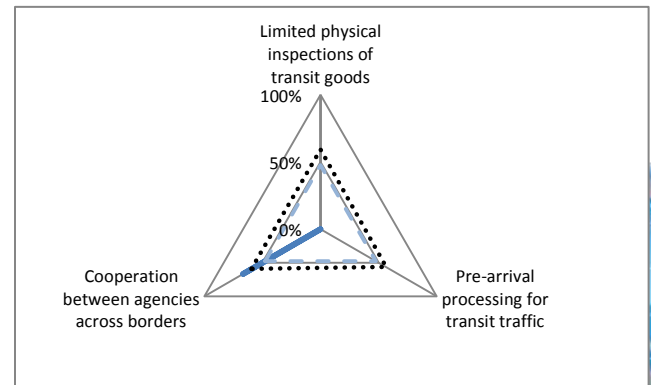 Limited physical
inspections of
transit goods
100%
50%
0%
Cooperation
between agencies
across borders
Pre-arrival
processing for
transit traffic